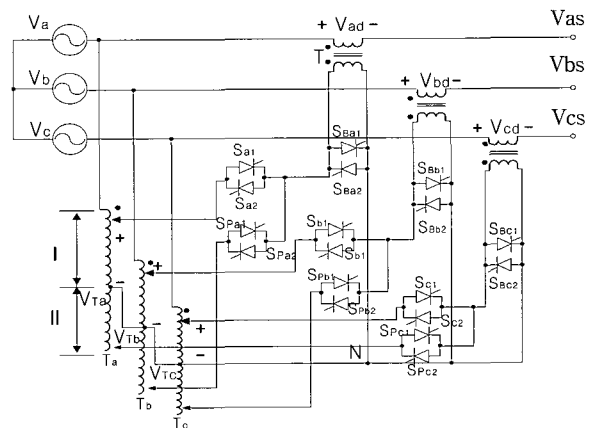 + Vad -
Va
Vas
T
+ Vbd -
Vb
Vbs
+ Vcd -
Vc
Vcs
Sa1
SBa1
Sa2
SBa2
SBb1
SPa1
Sb1
SBb2
SBC1
SPa2
Sb1
SBC2
SPb1
SC1
I
SPb2
SC2
VTa
SPC1
II
VTb
N
VTC
SPC2
Ta
Tb
Tc